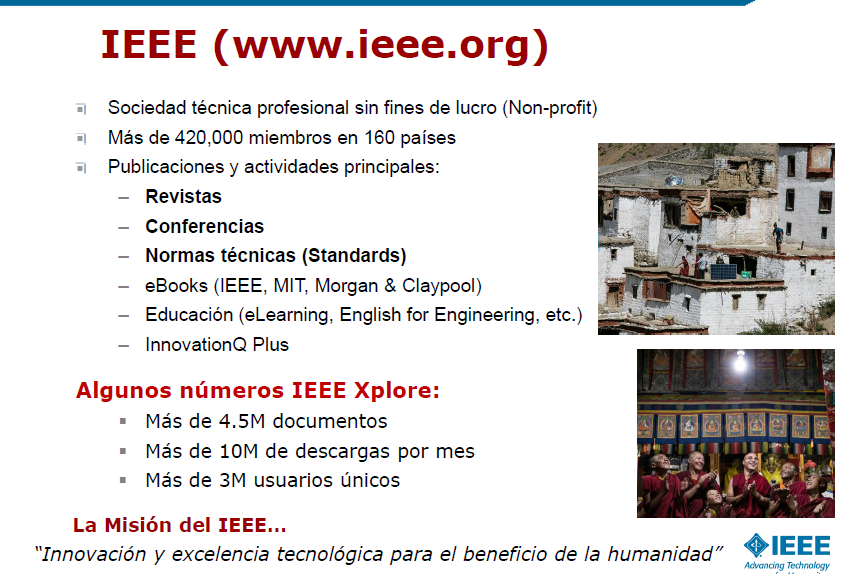 IEEE (www.ieee.org)
Sociedad técnica profesional sin fines de lucro (Non-profit)
Más de 420,000 miembros en 160 países
Publicaciones y actividades principales:
– Revistas
– Conferencias
– Normas técnicas (Standards)
– eBooks (IEEE, MIT, Morgan & Claypool)
– Educación (eLearning, English for Engineering, etc.)
– InnovationQ Plus
Algunos números IEEE Xplore:
Más de 4.5M documentos
Más de 10M de descargas por mes
Más de 3M usuarios únicos
La Misión del IEEE…
“Innovación y excelencia tecnológica para el beneficio de la humanidad”
IEEE
Advancing Technology